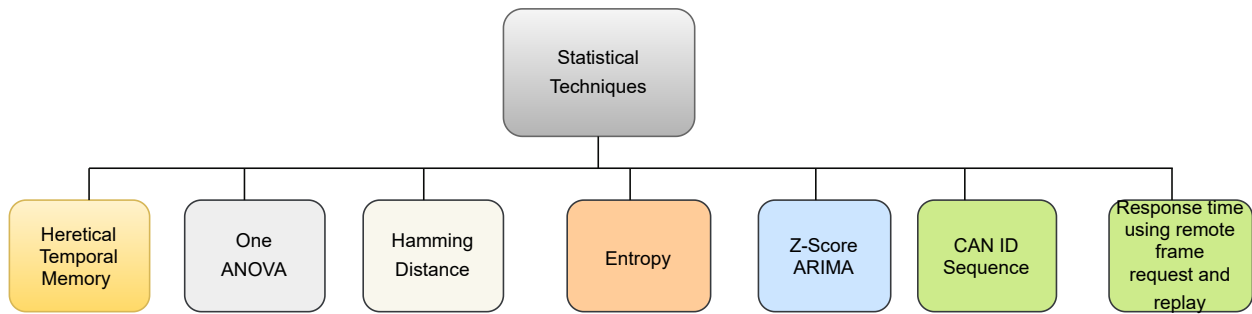 Statistical
Techniques
Heretical
Temporal
Memory
One
ANOVA
Hamming
Distance
Entropy
Z-Score
ARIMA
CAN ID
Sequence
Response time
using remote
frame
request and
replay